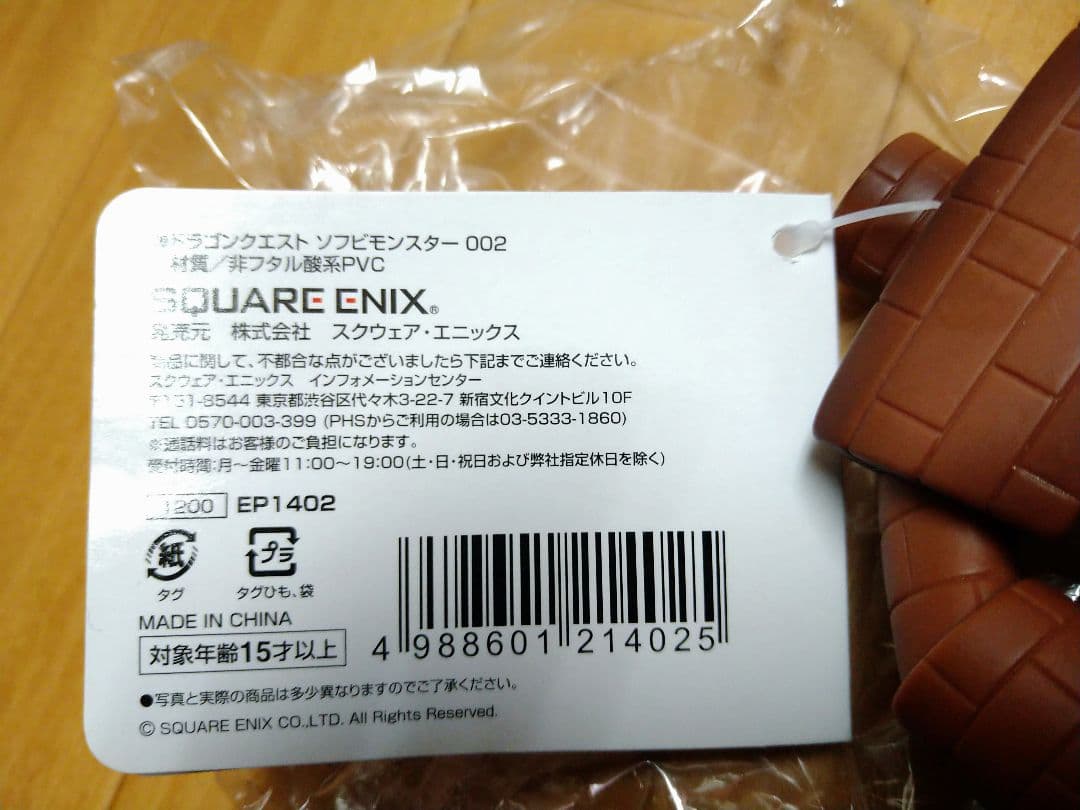 ドラゴンクエスト ソフビモンスター 002
材質/非フタル酸系PVC
SQUARE ENIX®
発売元 株式会社 スクウェア・エニックス
商品に関して、不都合な点がございましたら下記までご連絡ください。
スクウェア・エニックス インフォメーションセンター
〒151-8544 東京都渋谷区代々木3-22-7 新宿文化クイントビル10F
TEL 0570-003-399 (PHSからご利用の場合は03-5333-1860)
※通話料はお客様のご負担になります。
受付時間:月~金曜11:00~19:00(土・日・祝日および弊社指定休日を除く)
1200 EP1402
紙 プラ
タグ タグひも、袋
MADE IN CHINA
対象年齢15才以上
4 988601 214025
●写真と実際の商品は多少異なりますのでご了承ください。
© SQUARE ENIX CO.,LTD. All Rights Reserved.